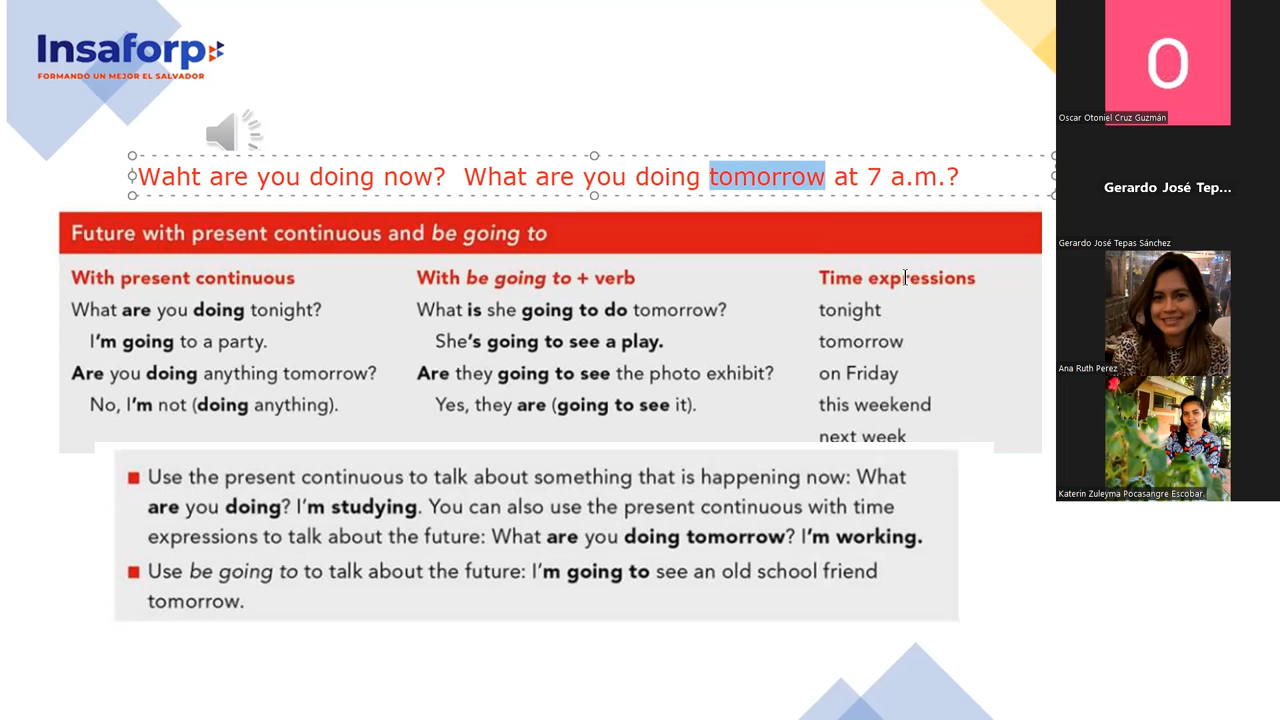 Insaforp
FORMANDO UN MEJOR EL SALVADOR
Waht are you doing now?  What are you doing tomorrow at 7 a.m.?
Future with present continuous and be going to
With present continuous
What are you doing tonight?
I'm going to a party.
Are you doing anything tomorrow?
No, I'm not (doing anything).
With be going to + verb
What is she going to do tomorrow?
She's going to see a play.
Are they going to see the photo exhibit?
Yes, they are (going to see it).
Time expressions
tonight
tomorrow
on Friday
this weekend
next week
Use the present continuous to talk about something that is happening now: What
are you doing? I'm studying. You can also use the present continuous with time
expressions to talk about the future: What are you doing tomorrow? I'm working.
Use be going to to talk about the future: I'm going to see an old school friend
tomorrow.
O
Oscar Otoniel Cruz Guzmán
Gerardo José Tep...
Gerardo José Tepas Sánchez
Ana Ruth Perez
Katerin Zuleyma Pocasangre Escobar.